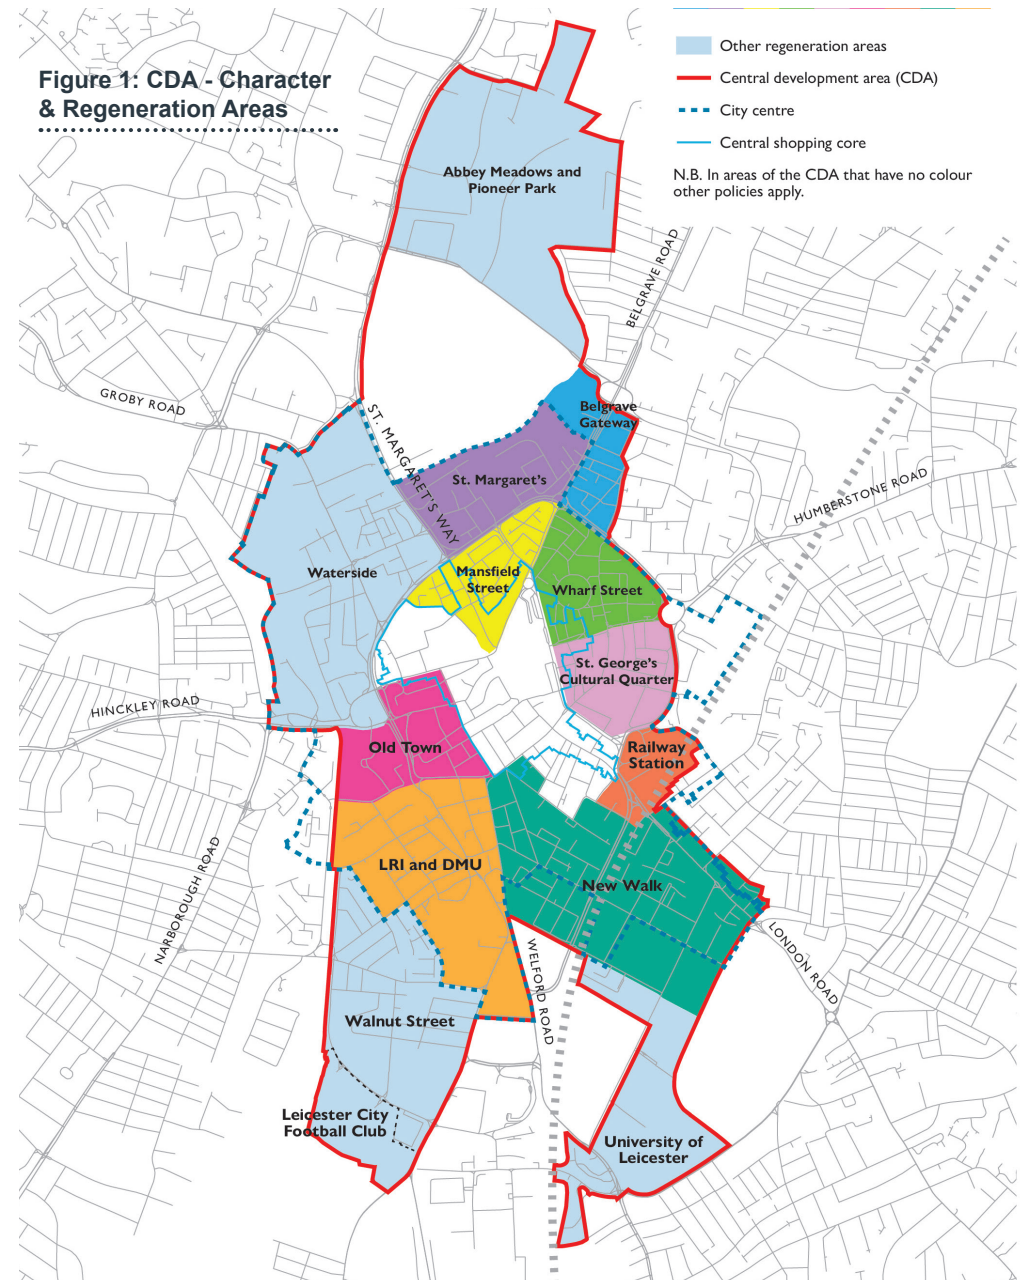 Figure 1: CDA - Character
& Regeneration Areas
Other regeneration areas
Central development area (CDA)
City centre
Central shopping core
N.B. In areas of the CDA that have no colour
other policies apply.
Abbey Meadows and
Pioneer Park
BELGRAVE ROAD
GROBY ROAD
ST. MARGARET'S WAY
Belgrave
Gateway
St. Margaret's
HUMBERSTONE ROAD
Waterside
Mansfield
Street
Wharf Street
St. George's
Cultural Quarter
HINCKLEY ROAD
Old Town
Railway
Station
NARBOROUGH ROAD
LRI and DMU
New Walk
WELFORD ROAD
LONDON ROAD
Walnut Street
Leicester City
Football Club
University of
Leicester